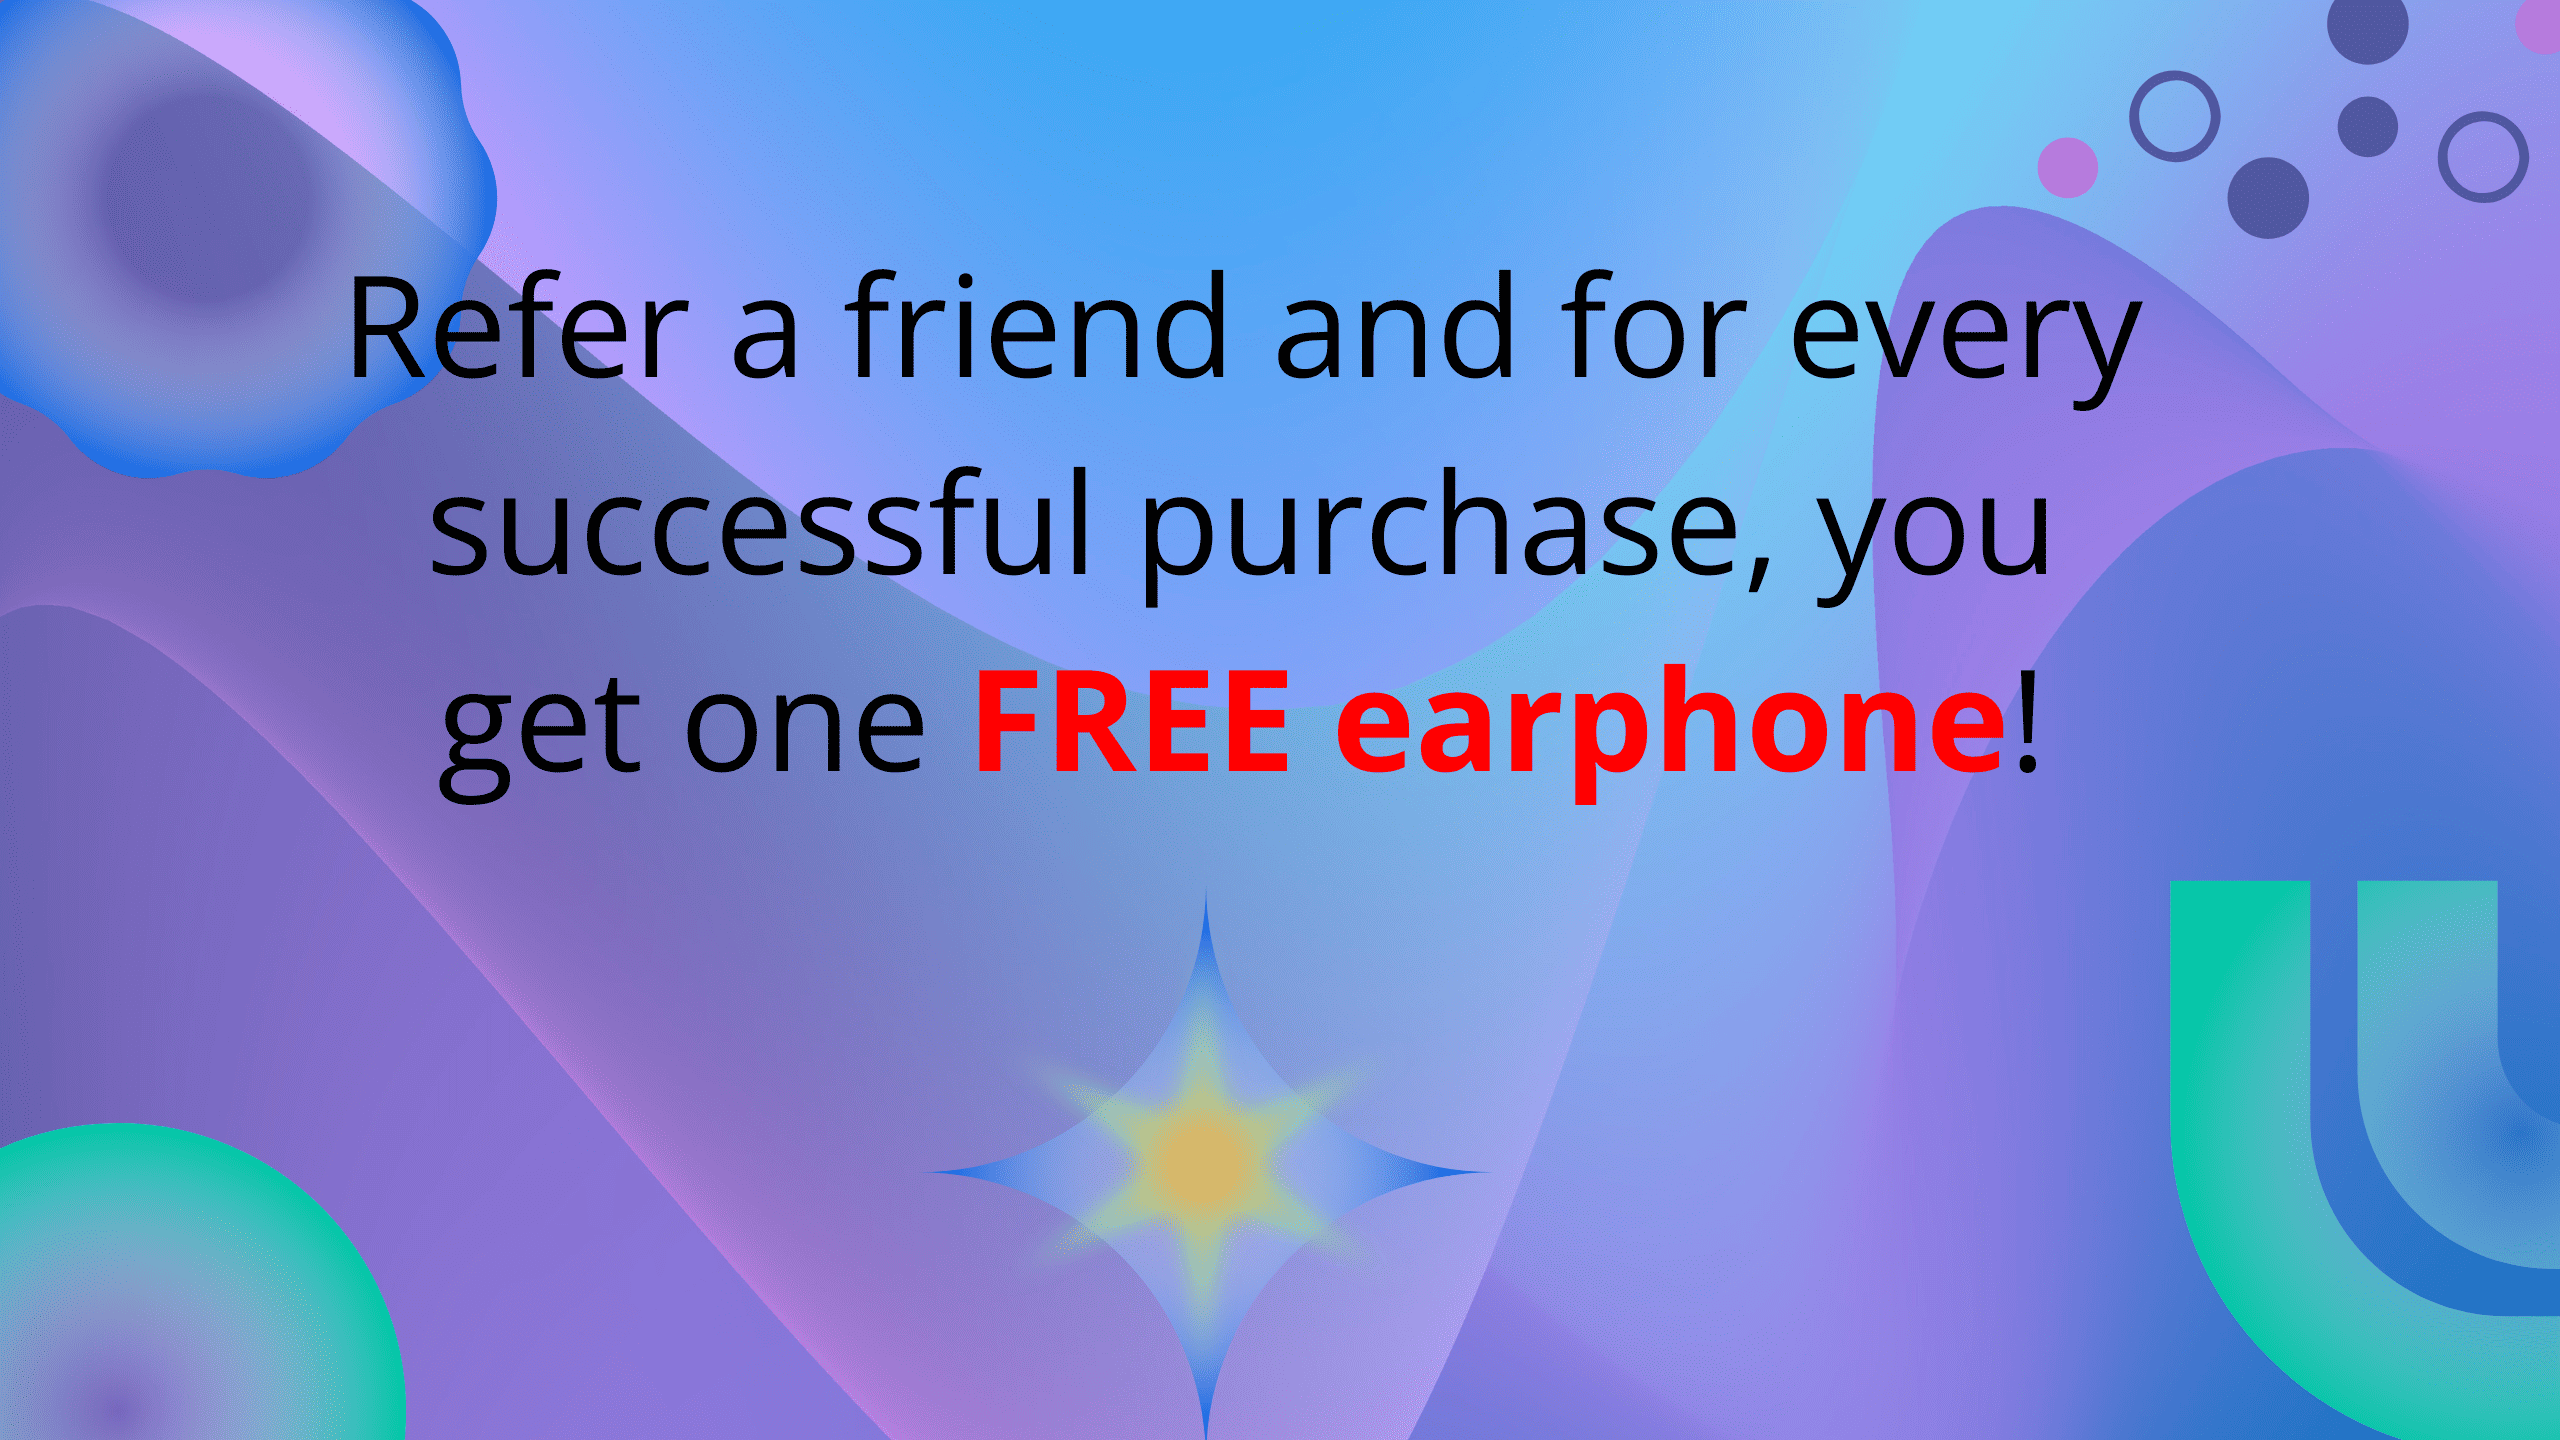 Refer a friend and for every
successful purchase, you
get one FREE earphone!